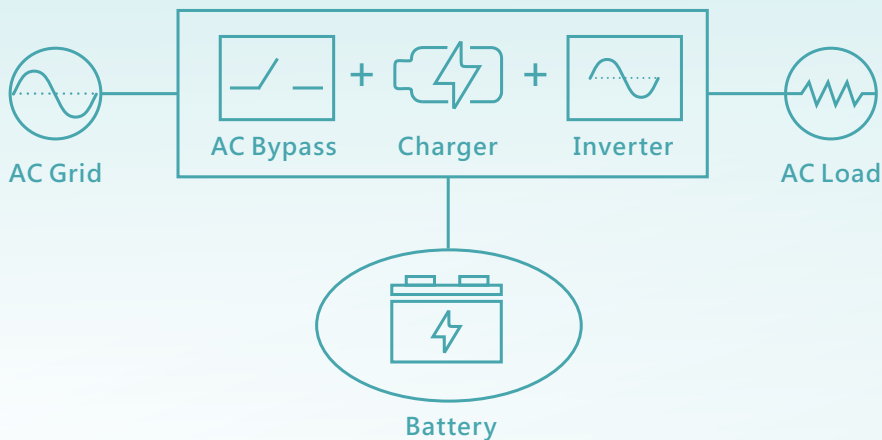 AC Bypass
+
Charger
+
Inverter
AC Grid
AC Load
Battery